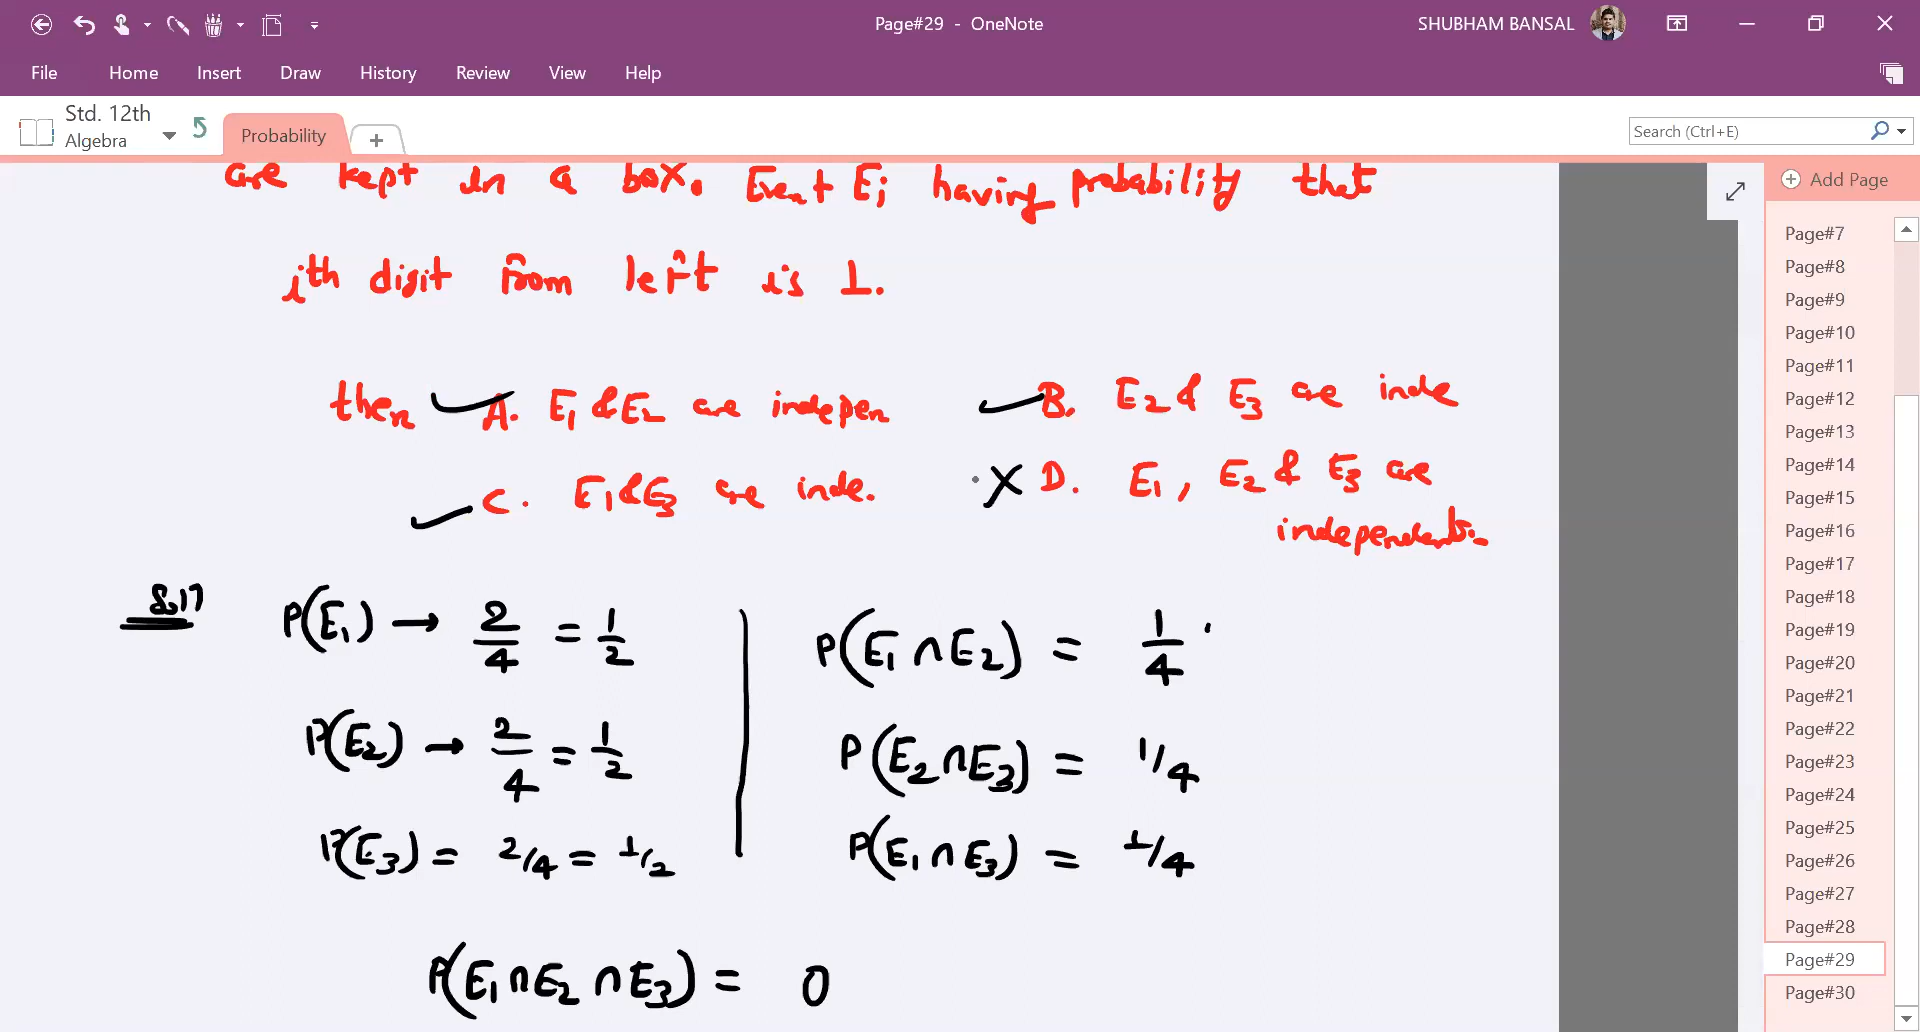 Page#29 - OneNote
SHUBHAM BANSAL
File Home Insert Draw History Review View Help
Std. 12th
Algebra
Probability
Search (Ctrl+E)
Add Page
are kept in a box. Event Ei having probability that
ith digit from left is 1.
then A. E1 & E2 are indepen B. E2 & E3 are inde
C. E1 & E3 are inde. D. E1, E2 & E3 are
independents.
Sol7
P(E1) → 2/4 = 1/2
P(E2) → 2/4 = 1/2
P(E3) = 2/4 = 1/2
P(E1 ∩ E2) = 1/4
P(E2 ∩ E3) = 1/4
P(E1 ∩ E3) = 1/4
P(E1 ∩ E2 ∩ E3) = 0
Page#7
Page#8
Page#9
Page#10
Page#11
Page#12
Page#13
Page#14
Page#15
Page#16
Page#17
Page#18
Page#19
Page#20
Page#21
Page#22
Page#23
Page#24
Page#25
Page#26
Page#27
Page#28
Page#29
Page#30